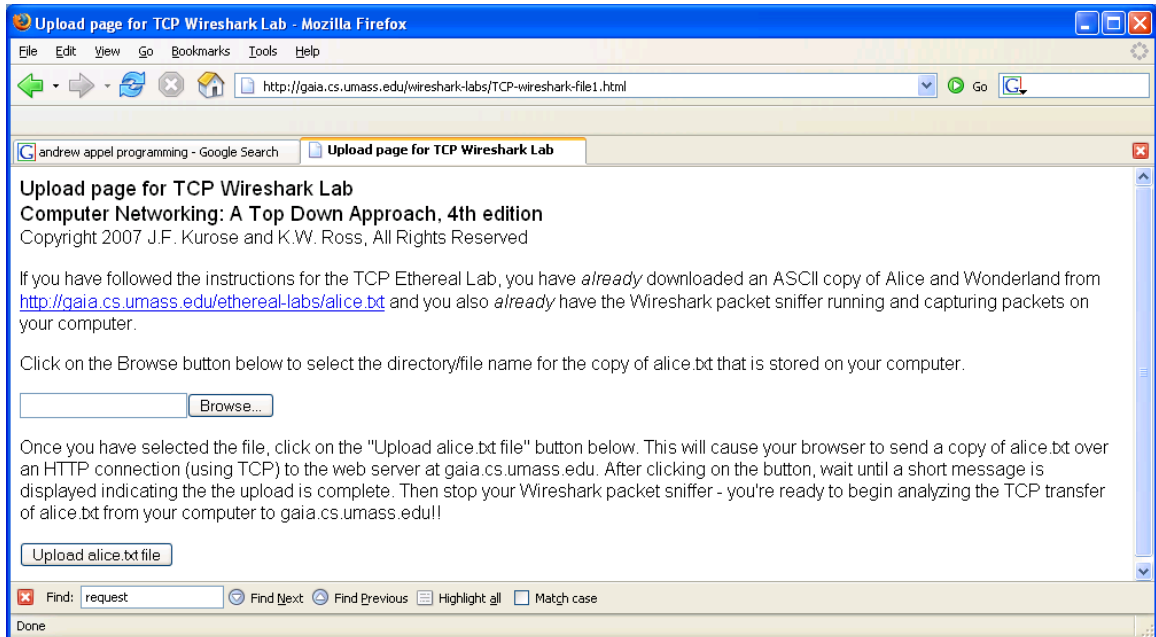 Upload page for TCP Wireshark Lab - Mozilla Firefox
File Edit View Go Bookmarks Tools Help
http://gaia.cs.umass.edu/wireshark-labs/TCP-wireshark-file1.html Go G
G andrew appel programming - Google Search Upload page for TCP Wireshark Lab
Upload page for TCP Wireshark Lab
Computer Networking: A Top Down Approach, 4th edition
Copyright 2007 J.F. Kurose and K.W. Ross, All Rights Reserved
If you have followed the instructions for the TCP Ethereal Lab, you have already downloaded an ASCII copy of Alice and Wonderland from
http://gaia.cs.umass.edu/ethereal-labs/alice.txt and you also already have the Wireshark packet sniffer running and capturing packets on
your computer.
Click on the Browse button below to select the directory/file name for the copy of alice.txt that is stored on your computer.
Browse...
Once you have selected the file, click on the "Upload alice.txt file" button below. This will cause your browser to send a copy of alice.txt over
an HTTP connection (using TCP) to the web server at gaia.cs.umass.edu. After clicking on the button, wait until a short message is
displayed indicating the the upload is complete. Then stop your Wireshark packet sniffer - you're ready to begin analyzing the TCP transfer
of alice.txt from your computer to gaia.cs.umass.edu!!
Upload alice.txt file
Find: request Find Next Find Previous Highlight all Match case
Done